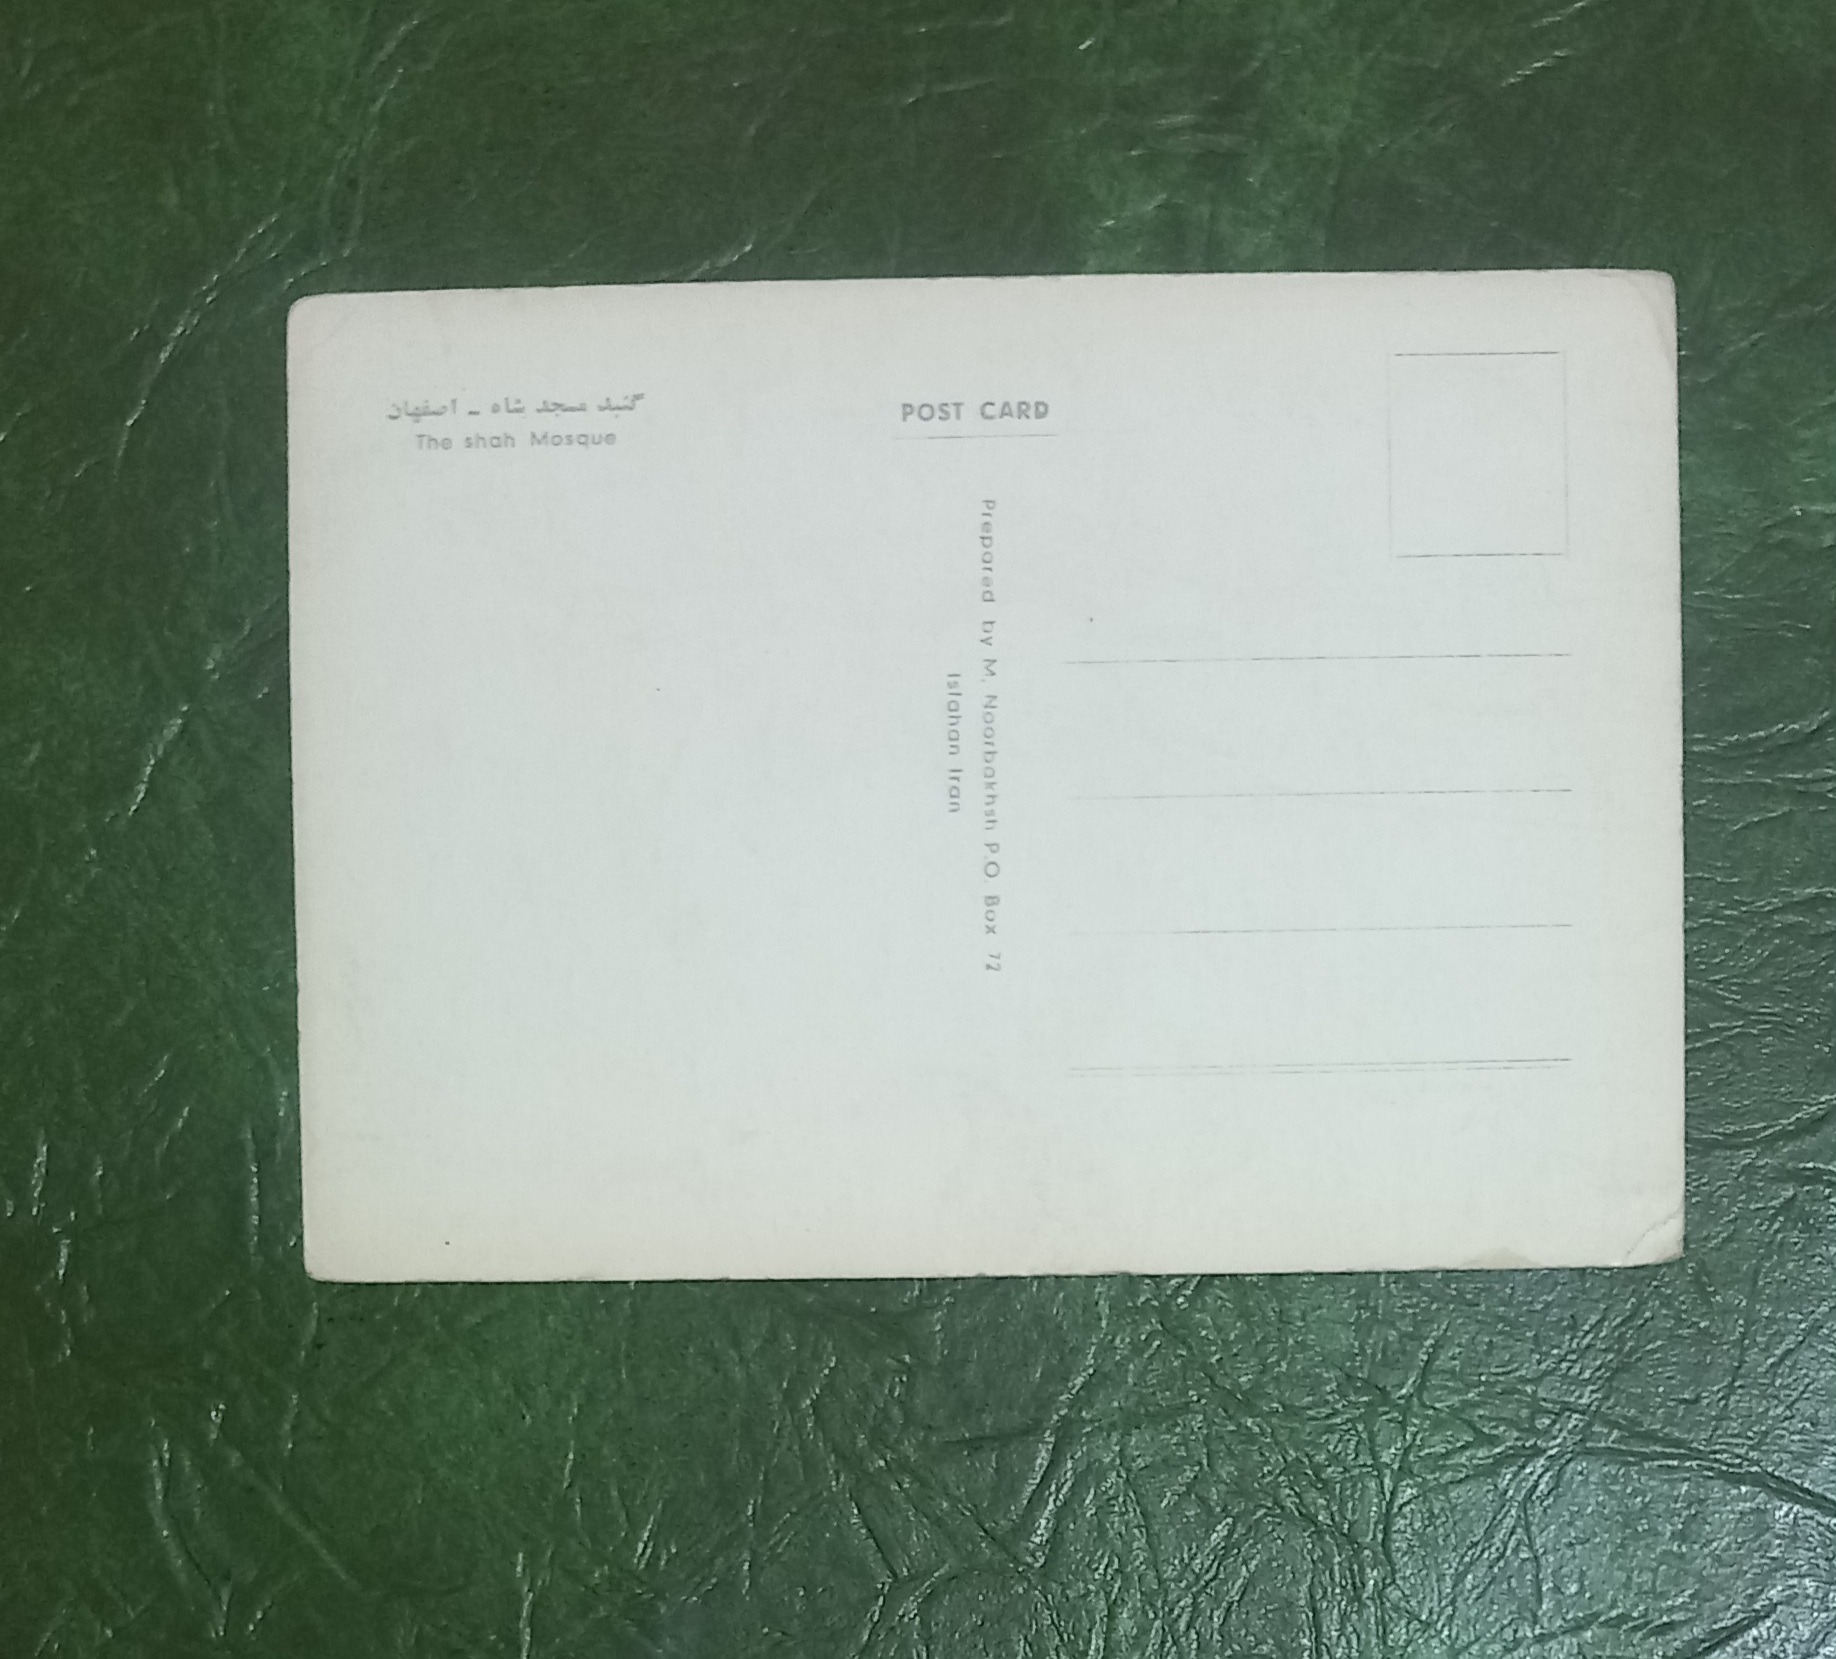 گنبد مسجد شاه - اصفهان
The shah Mosque
POST CARD
Prepared by M. Noorbakhsh P.O. Box 72
Isfahan Iran